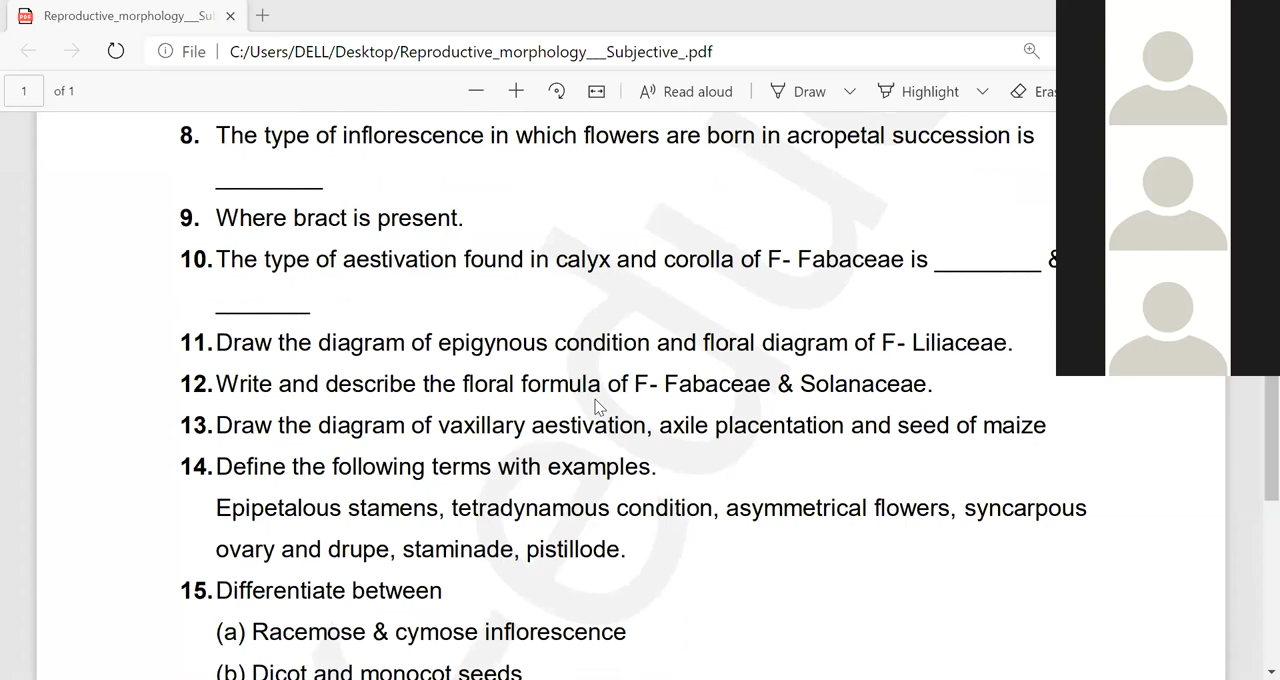 Reproductive_morphology___Su
File C:/Users/DELL/Desktop/Reproductive_morphology___Subjective_.pdf
1 of 1 Read aloud Draw Highlight Eras
8. The type of inflorescence in which flowers are born in acropetal succession is
________
9. Where bract is present.
10. The type of aestivation found in calyx and corolla of F- Fabaceae is ________ &
_______
11. Draw the diagram of epigynous condition and floral diagram of F- Liliaceae.
12. Write and describe the floral formula of F- Fabaceae & Solanaceae.
13. Draw the diagram of vaxillary aestivation, axile placentation and seed of maize
14. Define the following terms with examples.
Epipetalous stamens, tetradynamous condition, asymmetrical flowers, syncarpous
ovary and drupe, staminade, pistillode.
15. Differentiate between
(a) Racemose & cymose inflorescence
(b) Dicot and monocot seeds